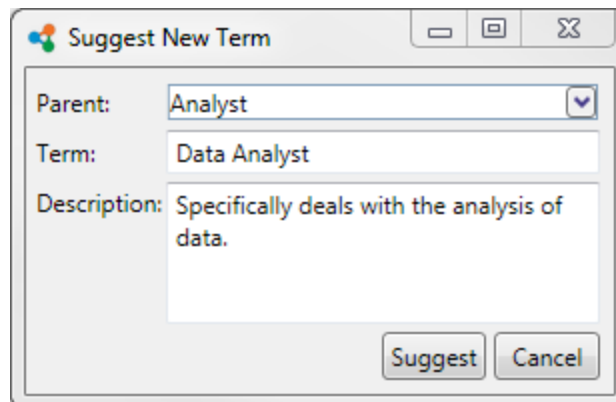 Suggest New Term
Parent: Analyst
Term: Data Analyst
Description: Specifically deals with the analysis of
data.
Suggest Cancel